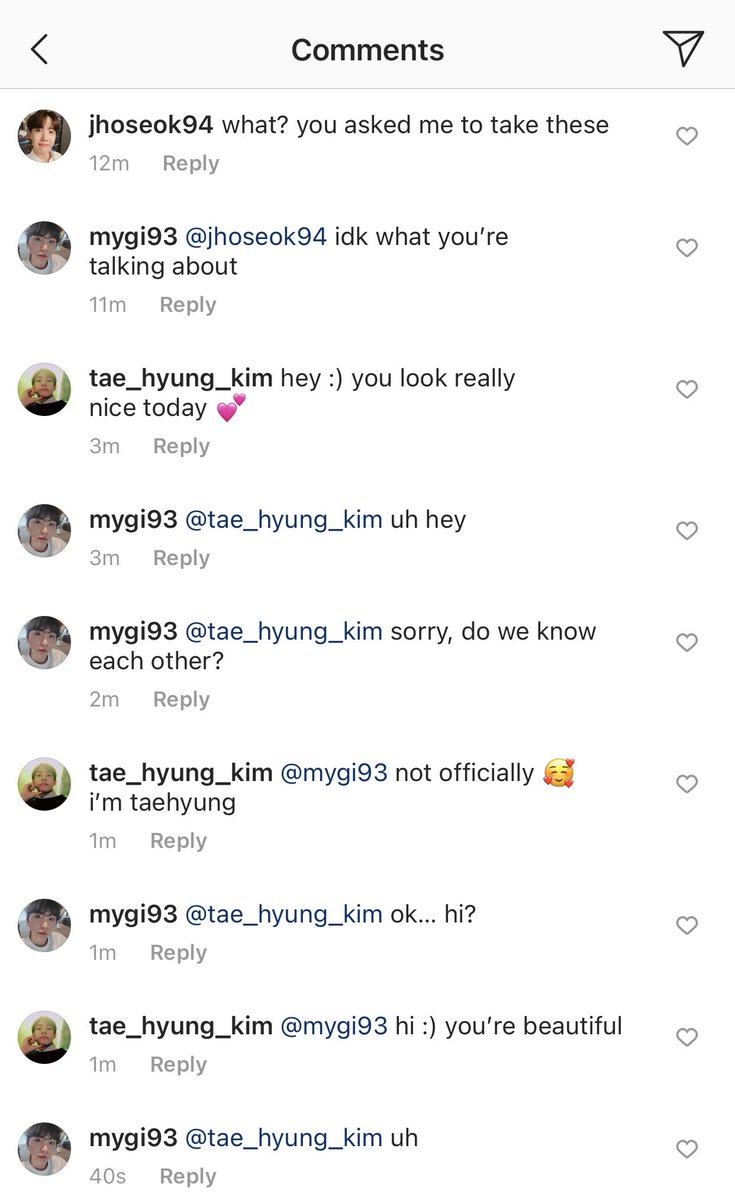 Comments
jhoseok94 what? you asked me to take these
12m Reply
mygi93 @jhoseok94 idk what you’re
talking about
11m Reply
tae_hyung_kim hey :) you look really
nice today 💕
3m Reply
mygi93 @tae_hyung_kim uh hey
3m Reply
mygi93 @tae_hyung_kim sorry, do we know
each other?
2m Reply
tae_hyung_kim @mygi93 not officially 🥰
i’m taehyung
1m Reply
mygi93 @tae_hyung_kim ok... hi?
1m Reply
tae_hyung_kim @mygi93 hi :) you’re beautiful
1m Reply
mygi93 @tae_hyung_kim uh
40s Reply